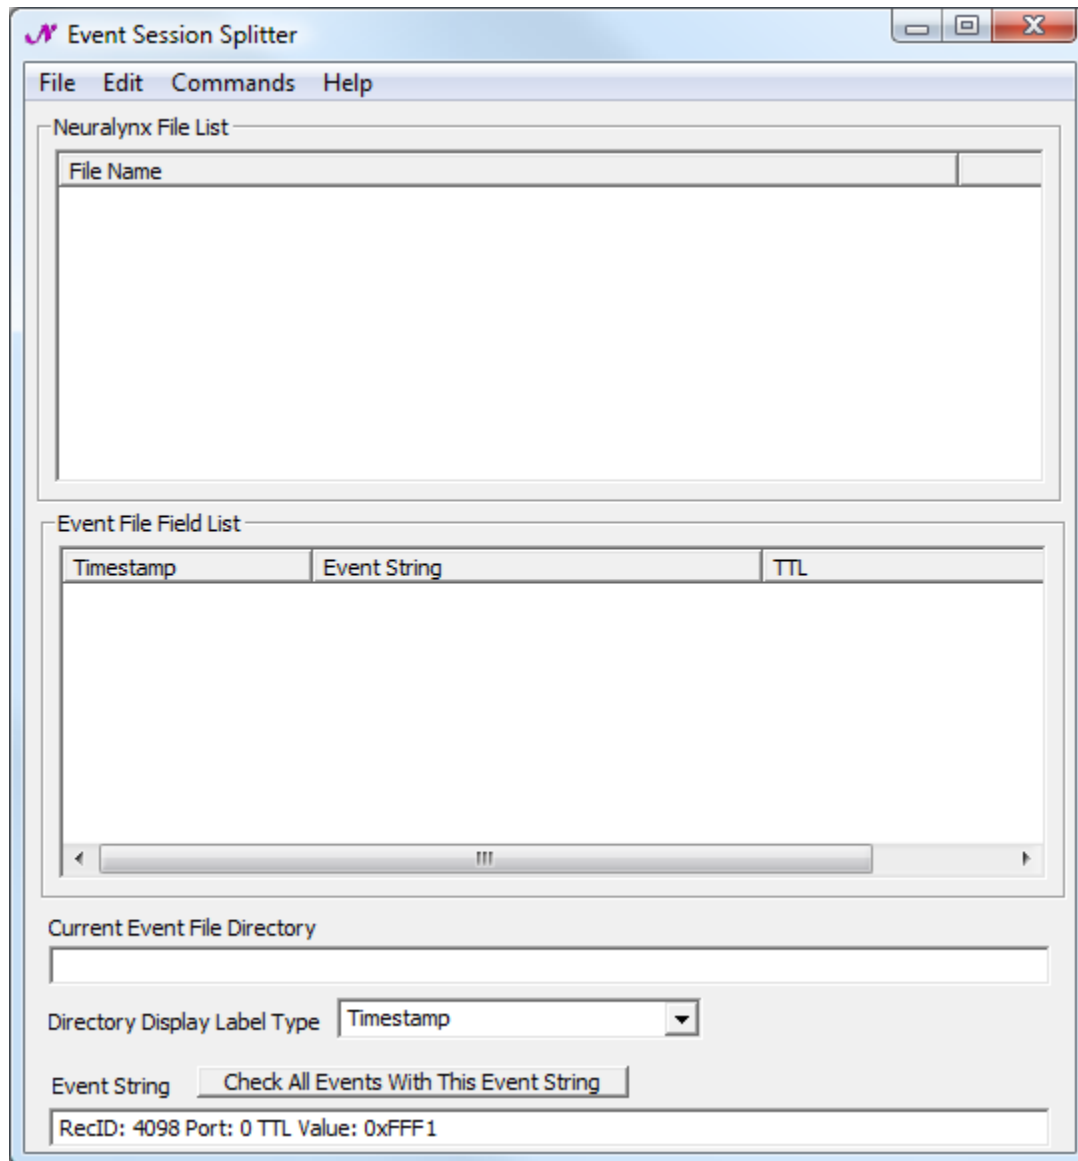 Event Session Splitter
File Edit Commands Help
Neuralynx File List
File Name
Event File Field List
Timestamp Event String TTL
Current Event File Directory
Directory Display Label Type Timestamp
Event String Check All Events With This Event String
RecID: 4098 Port: 0 TTL Value: 0xFFF1